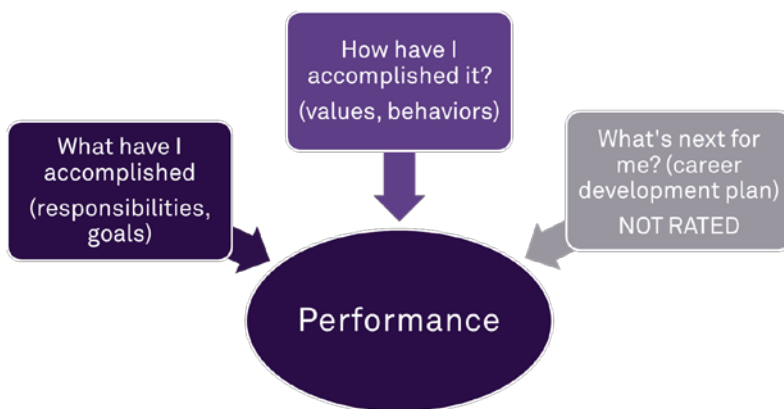 What have I
accomplished
(responsibilities,
goals)
How have I
accomplished it?
(values, behaviors)
What's next for
me? (career
development plan)
NOT RATED
Performance